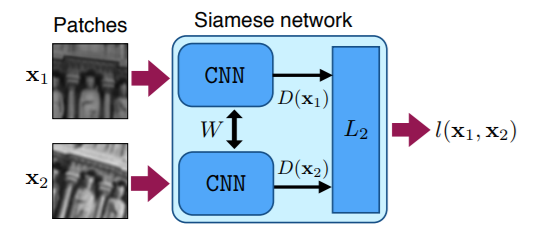 Patches
Siamese network
x₁
CNN
D(x₁)
W
L₂
l(x₁, x₂)
x₂
CNN
D(x₂)